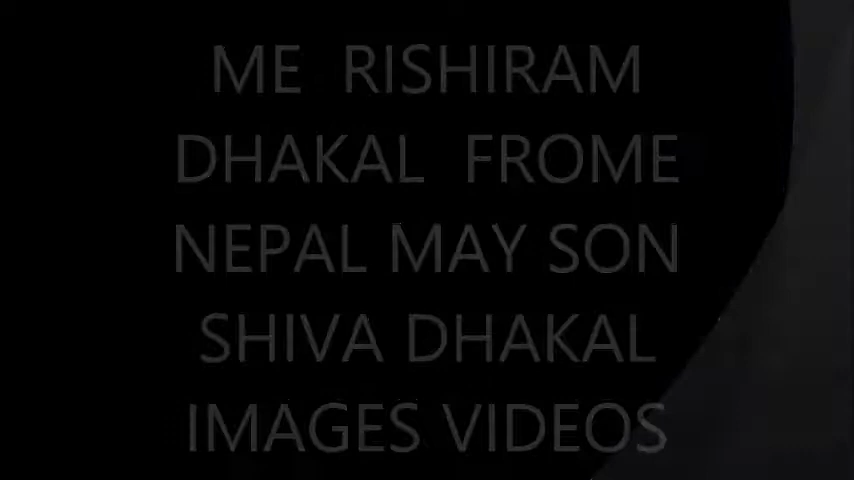 ME RISHIRAM
DHAKAL FROME
NEPAL MAY SON
SHIVA DHAKAL
IMAGES VIDEOS